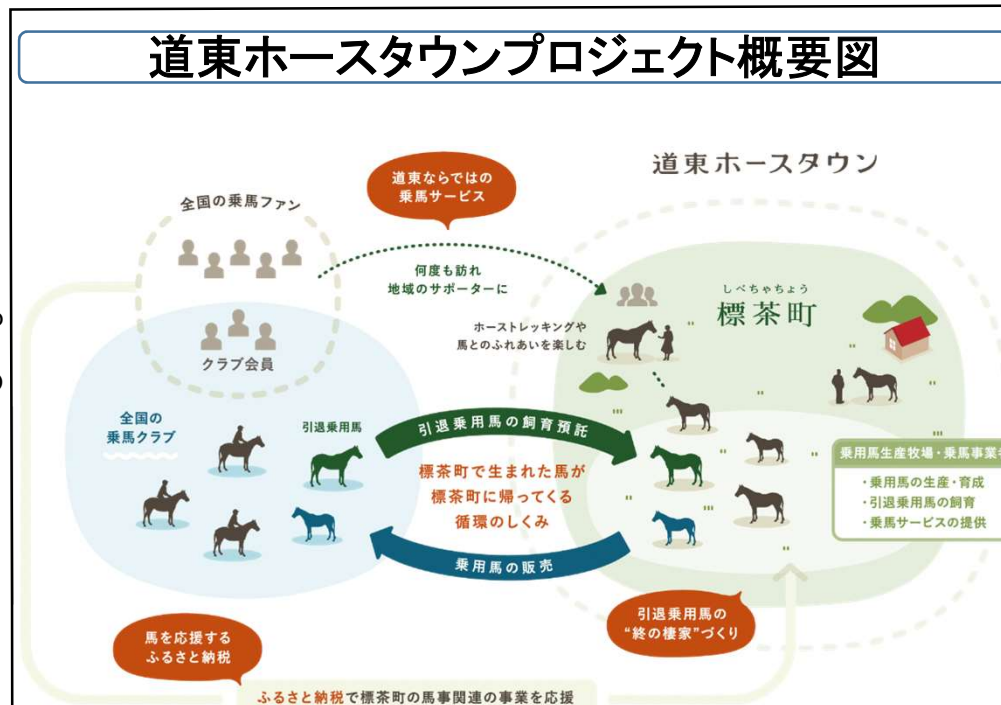 道東ホースタウンプロジェクト概要図
道東ホースタウン
道東ならではの
乗馬サービス
全国の乗馬ファン
何度も訪れ
地域のサポーターに
しべちゃちょう
標茶町
ホーストレッキングや
馬とのふれあいを楽しむ
クラブ会員
全国の
乗馬クラブ
引退乗用馬
引退乗用馬の飼育預託
標茶町で生まれた馬が
標茶町に帰ってくる
循環のしくみ
乗用馬の販売
乗用馬生産牧場・乗馬事業
・乗用馬の生産・育成
・引退乗用馬の飼育
・乗馬サービスの提供
引退乗用馬の
“終の棲家”づくり
馬を応援する
ふるさと納税
ふるさと納税で標茶町の馬事関連の事業を応援